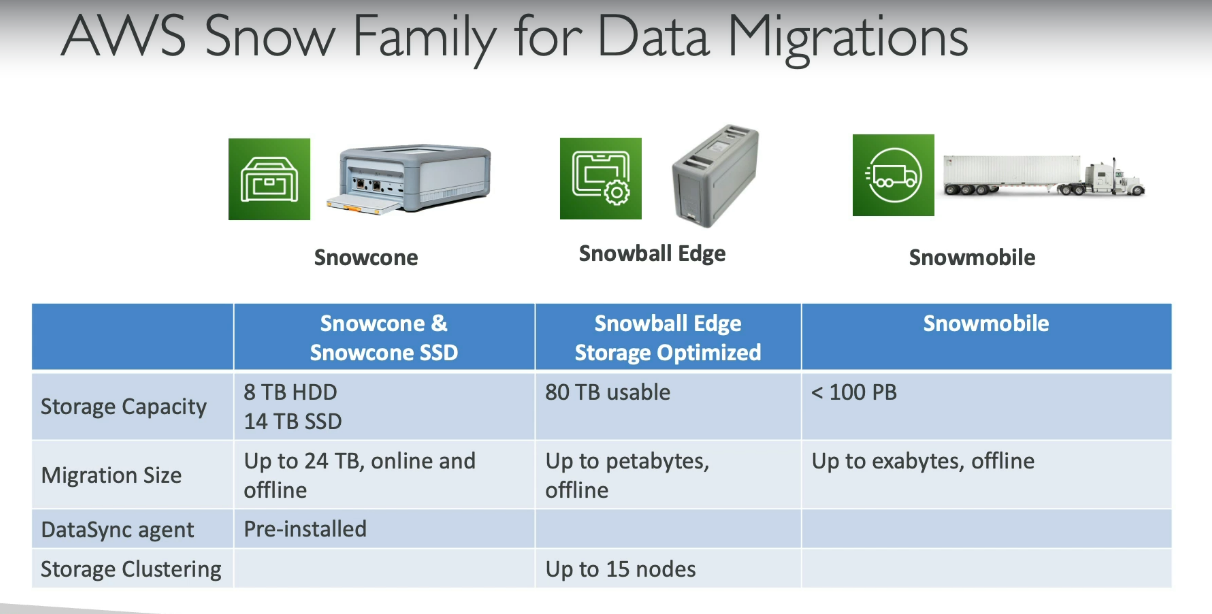 AWS Snow Family for Data Migrations
Snowcone
Snowball Edge
Snowmobile
Snowcone &
Snowcone SSD
Snowball Edge
Storage Optimized
Snowmobile
Storage Capacity
8 TB HDD
14 TB SSD
80 TB usable
< 100 PB
Migration Size
Up to 24 TB, online and
offline
Up to petabytes,
offline
Up to exabytes, offline
DataSync agent
Pre-installed
Storage Clustering
Up to 15 nodes